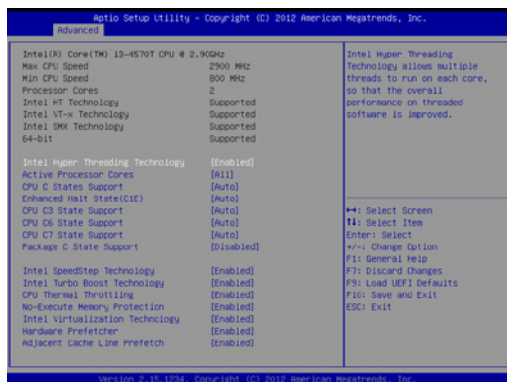 Aptio Setup Utility - Copyright (C) 2012 American Megatrends, Inc.
Advanced
Intel(R) Core(TM) i3-4570T CPU @ 2.90GHz
Max CPU Speed 2900 MHz
Min CPU Speed 800 MHz
Processor Cores 2
Intel HT Technology Supported
Intel VT-x Technology Supported
Intel SMX Technology Supported
64-bit Supported
Intel Hyper Threading Technology [Enabled]
Active Processor Cores [All]
CPU C States Support [Auto]
Enhanced Halt State(C1E) [Auto]
CPU C3 State Support [Auto]
CPU C6 State Support [Auto]
CPU C7 State Support [Auto]
Package C State Support [Disabled]
Intel SpeedStep Technology [Enabled]
Intel Turbo Boost Technology [Enabled]
CPU Thermal Throttling [Enabled]
No-Execute Memory Protection [Enabled]
Intel Virtualization Technology [Enabled]
Hardware Prefetcher [Enabled]
Adjacent Cache Line Prefetch [Enabled]
Intel Hyper Threading
Technology allows multiple
threads to run on each core,
so that the overall
performance on threaded
software is improved.
→←: Select Screen
↑↓: Select Item
Enter: Select
+/-: Change Option
F1: General Help
F7: Discard Changes
F9: Load UEFI Defaults
F10: Save and Exit
ESC: Exit
Version 2.15.1234. Copyright (C) 2012 American Megatrends, Inc.